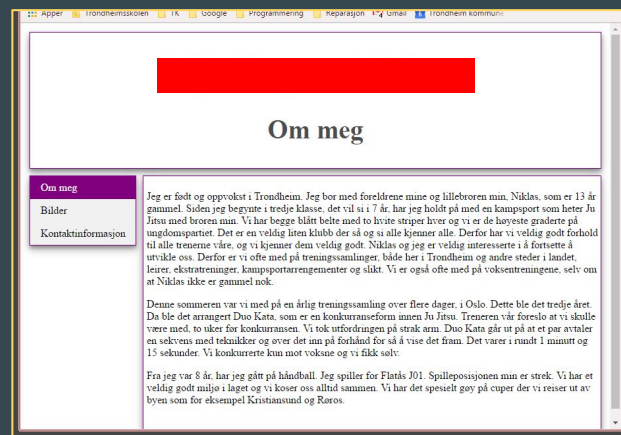 Apper Trondheimsskolen TK Google Programmering Reparasjon Gmail Trondheim kommune
Om meg
Om meg
Bilder
Kontaktinformasjon
Jeg er født og oppvokst i Trondheim. Jeg bor med foreldrene mine og lillebroren min, Niklas, som er 13 år
gammel. Siden jeg begynte i tredje klasse, det vil si i 7 år, har jeg holdt på med en kampsport som heter Ju
Jitsu med broren min. Vi har begge blått belte med to hvite striper hver og vi er de høyeste graderte på
ungdomspartiet. Det er en veldig liten klubb der så og si alle kjenner alle. Derfor har vi veldig godt forhold
til alle trenerne våre, og vi kjenner dem veldig godt. Niklas og jeg er veldig interesserte i å fortsette å
utvikle oss. Derfor er vi ofte med på treningssamlinger, både her i Trondheim og andre steder i landet,
leirer, ekstratreninger, kampsportarrengementer og slikt. Vi er også ofte med på voksentreningene, selv om
at Niklas ikke er gammel nok.
Denne sommeren var vi med på en årlig treningssamling over flere dager, i Oslo. Dette ble det tredje året.
Da ble det arrangert Duo Kata, som er en konkurranseform innen Ju Jitsu. Treneren vår foreslo at vi skulle
være med, to uker før konkurransen. Vi tok utfordringen på strak arm. Duo Kata går ut på at et par avtaler
en sekvens med teknikker og øver det inn på forhånd for så å vise det fram. Det varer i rundt 1 minutt og
15 sekunder. Vi konkurrerte kun mot voksne og vi fikk sølv.
Fra jeg var 8 år, har jeg gått på håndball. Jeg spiller for Flatås J01. Spilleposisjonen min er strek. Vi har et
veldig godt miljø i laget og vi koser oss alltid sammen. Vi har det spesielt gøy på cuper der vi reiser ut av
byen som for eksempel Kristiansund og Røros.